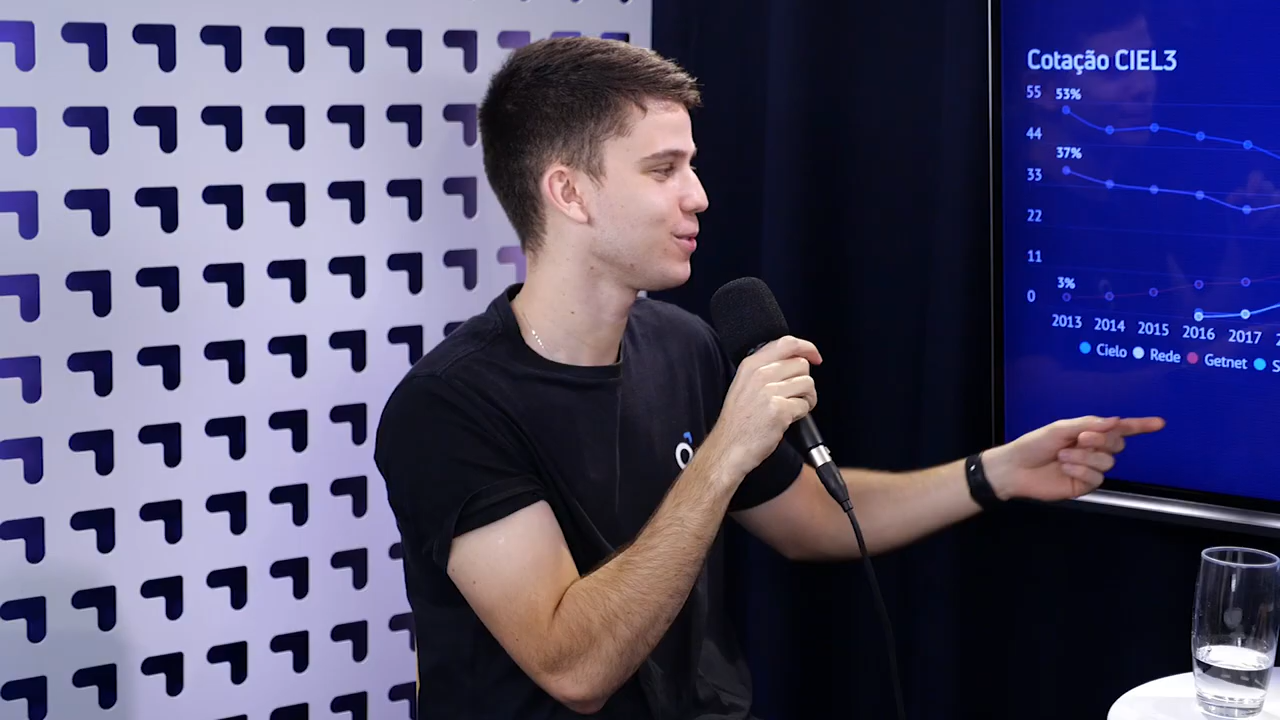 Cotação CIEL3
55 53%
44
37%
33
22
11
3%
0
2013 2014 2015 2016 2017
Cielo Rede Getnet